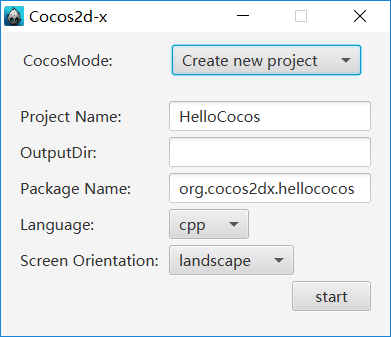 Cocos2d-x
CocosMode: Create new project
Project Name: HelloCocos
OutputDir:
Package Name: org.cocos2dx.hellococos
Language: cpp
Screen Orientation: landscape
start